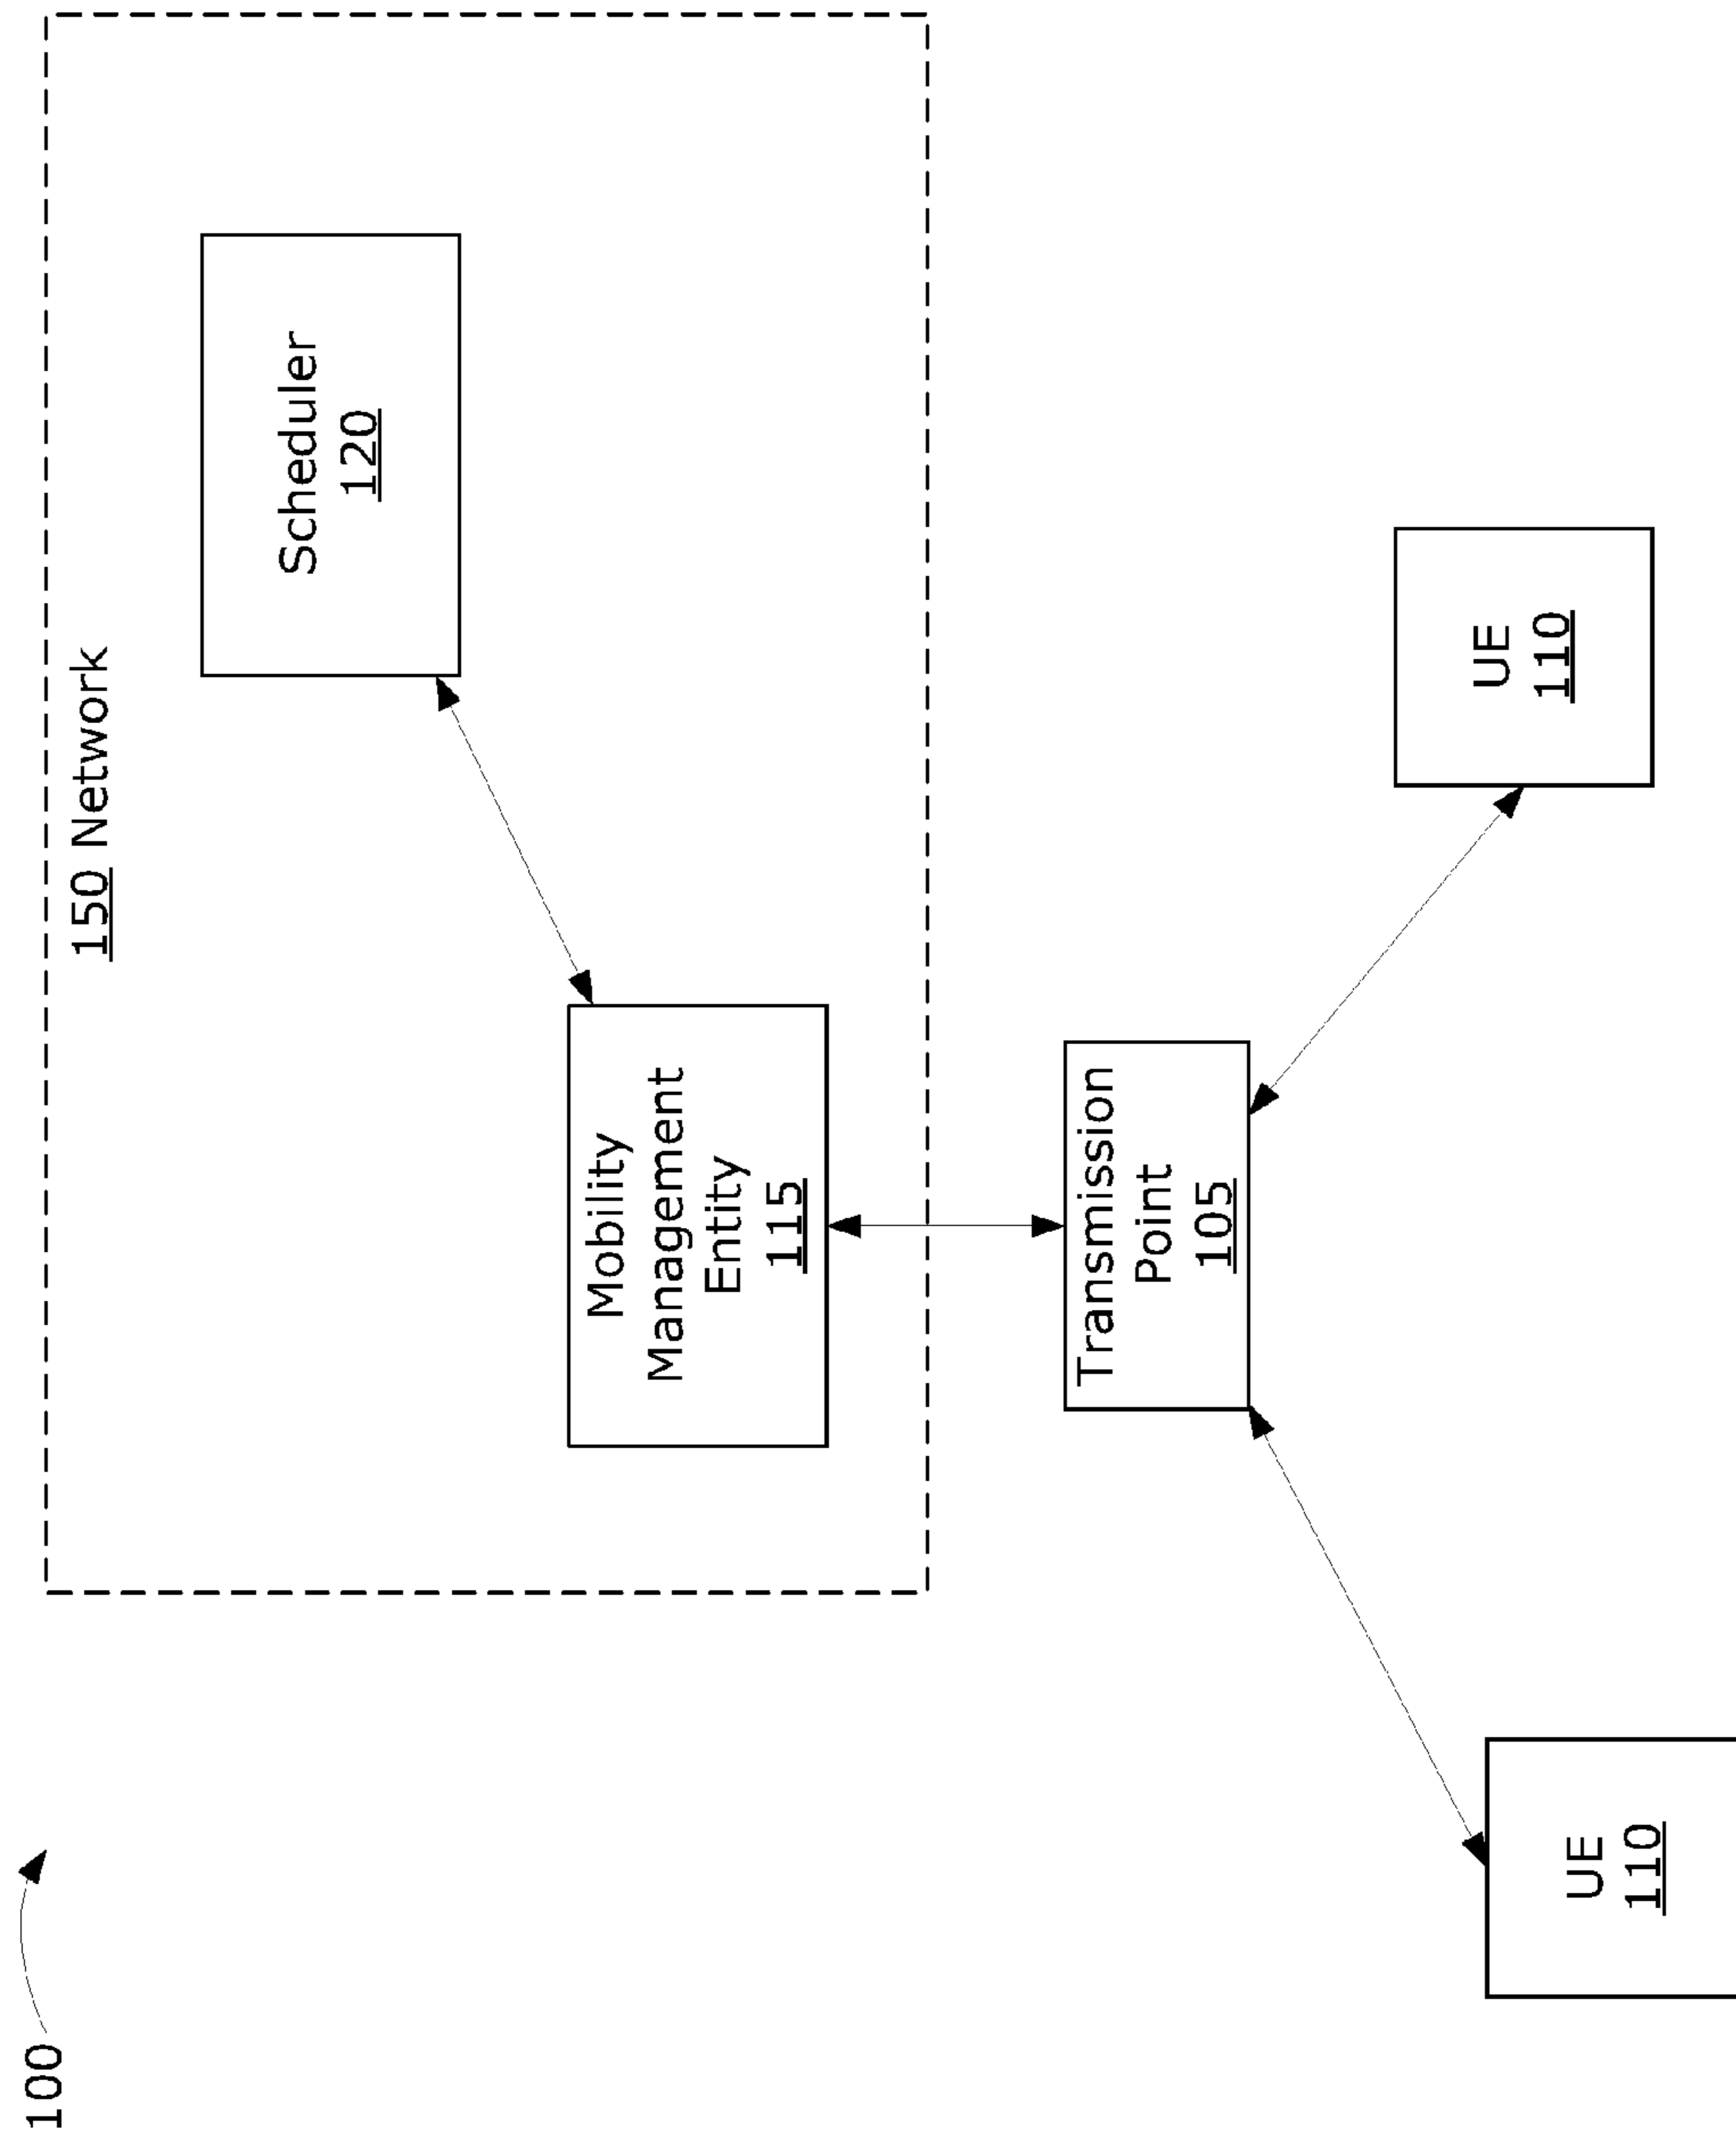 100
150 Network
Scheduler
120
Mobility
Management
Entity
115
Transmission
Point
105
UE
110
UE
110